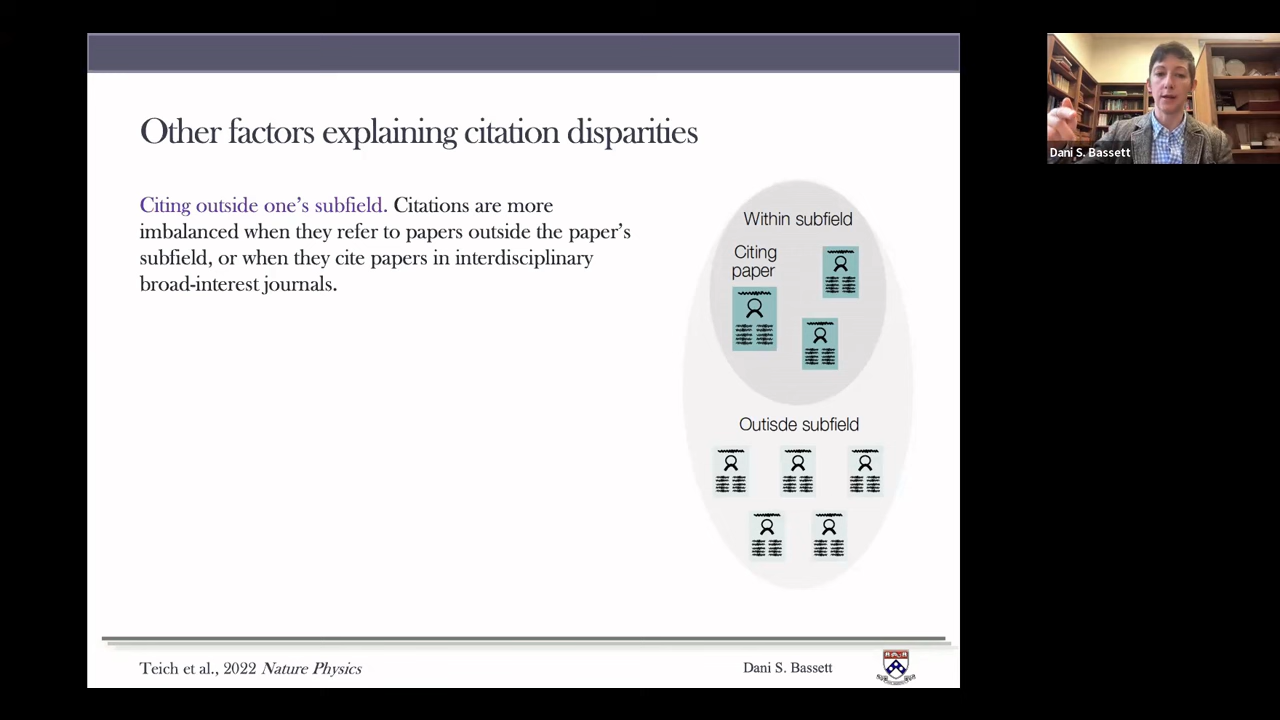 Other factors explaining citation disparities
Citing outside one's subfield. Citations are more
imbalanced when they refer to papers outside the paper's
subfield, or when they cite papers in interdisciplinary
broad-interest journals.
Within subfield
Citing
paper
Outisde subfield
Teich et al., 2022 Nature Physics
Dani S. Bassett
Dani S. Bassett